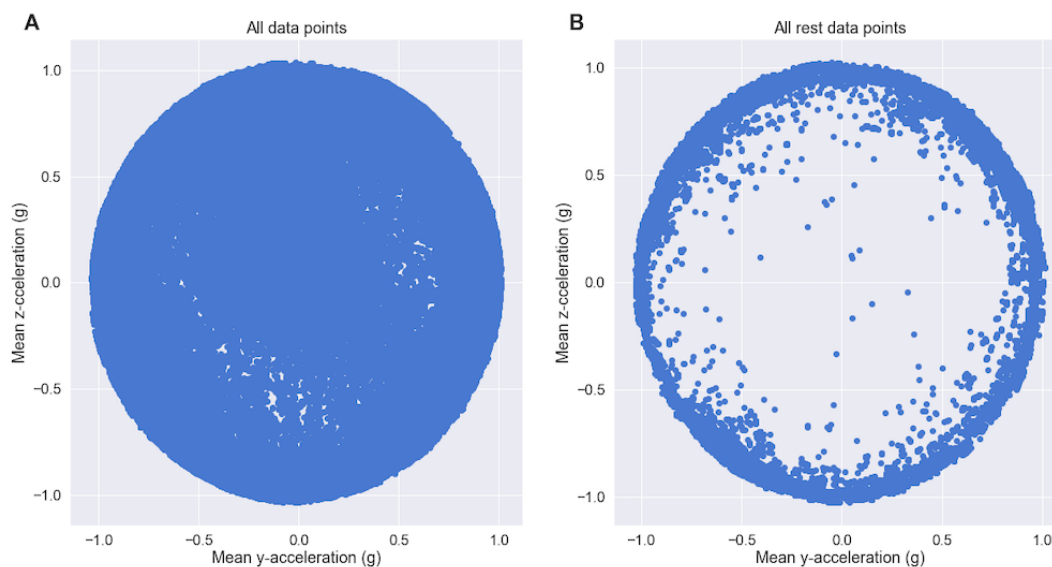 A
All data points
1.0
0.5
0.0
−0.5
−1.0
Mean z-cceleration (g)
−1.0
−0.5
0.0
0.5
1.0
Mean y-acceleration (g)
B
All rest data points
1.0
0.5
0.0
−0.5
−1.0
Mean z-cceleration (g)
−1.0
−0.5
0.0
0.5
1.0
Mean y-acceleration (g)